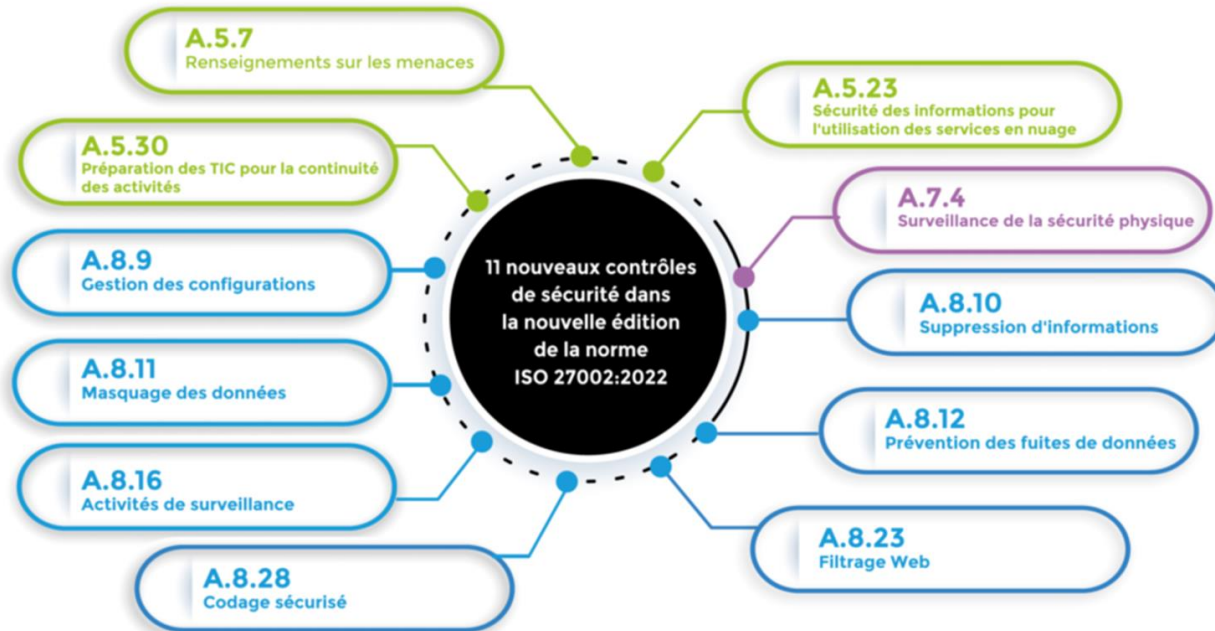 A.5.7
Renseignements sur les menaces
A.5.23
Sécurité des informations pour
l'utilisation des services en nuage
A.5.30
Préparation des TIC pour la continuité
des activités
A.7.4
Surveillance de la sécurité physique
A.8.9
Gestion des configurations
11 nouveaux contrôles
de sécurité dans
la nouvelle édition
de la norme
ISO 27002:2022
A.8.10
Suppression d'informations
A.8.11
Masquage des données
A.8.12
Prévention des fuites de données
A.8.16
Activités de surveillance
A.8.23
Filtrage Web
A.8.28
Codage sécurisé